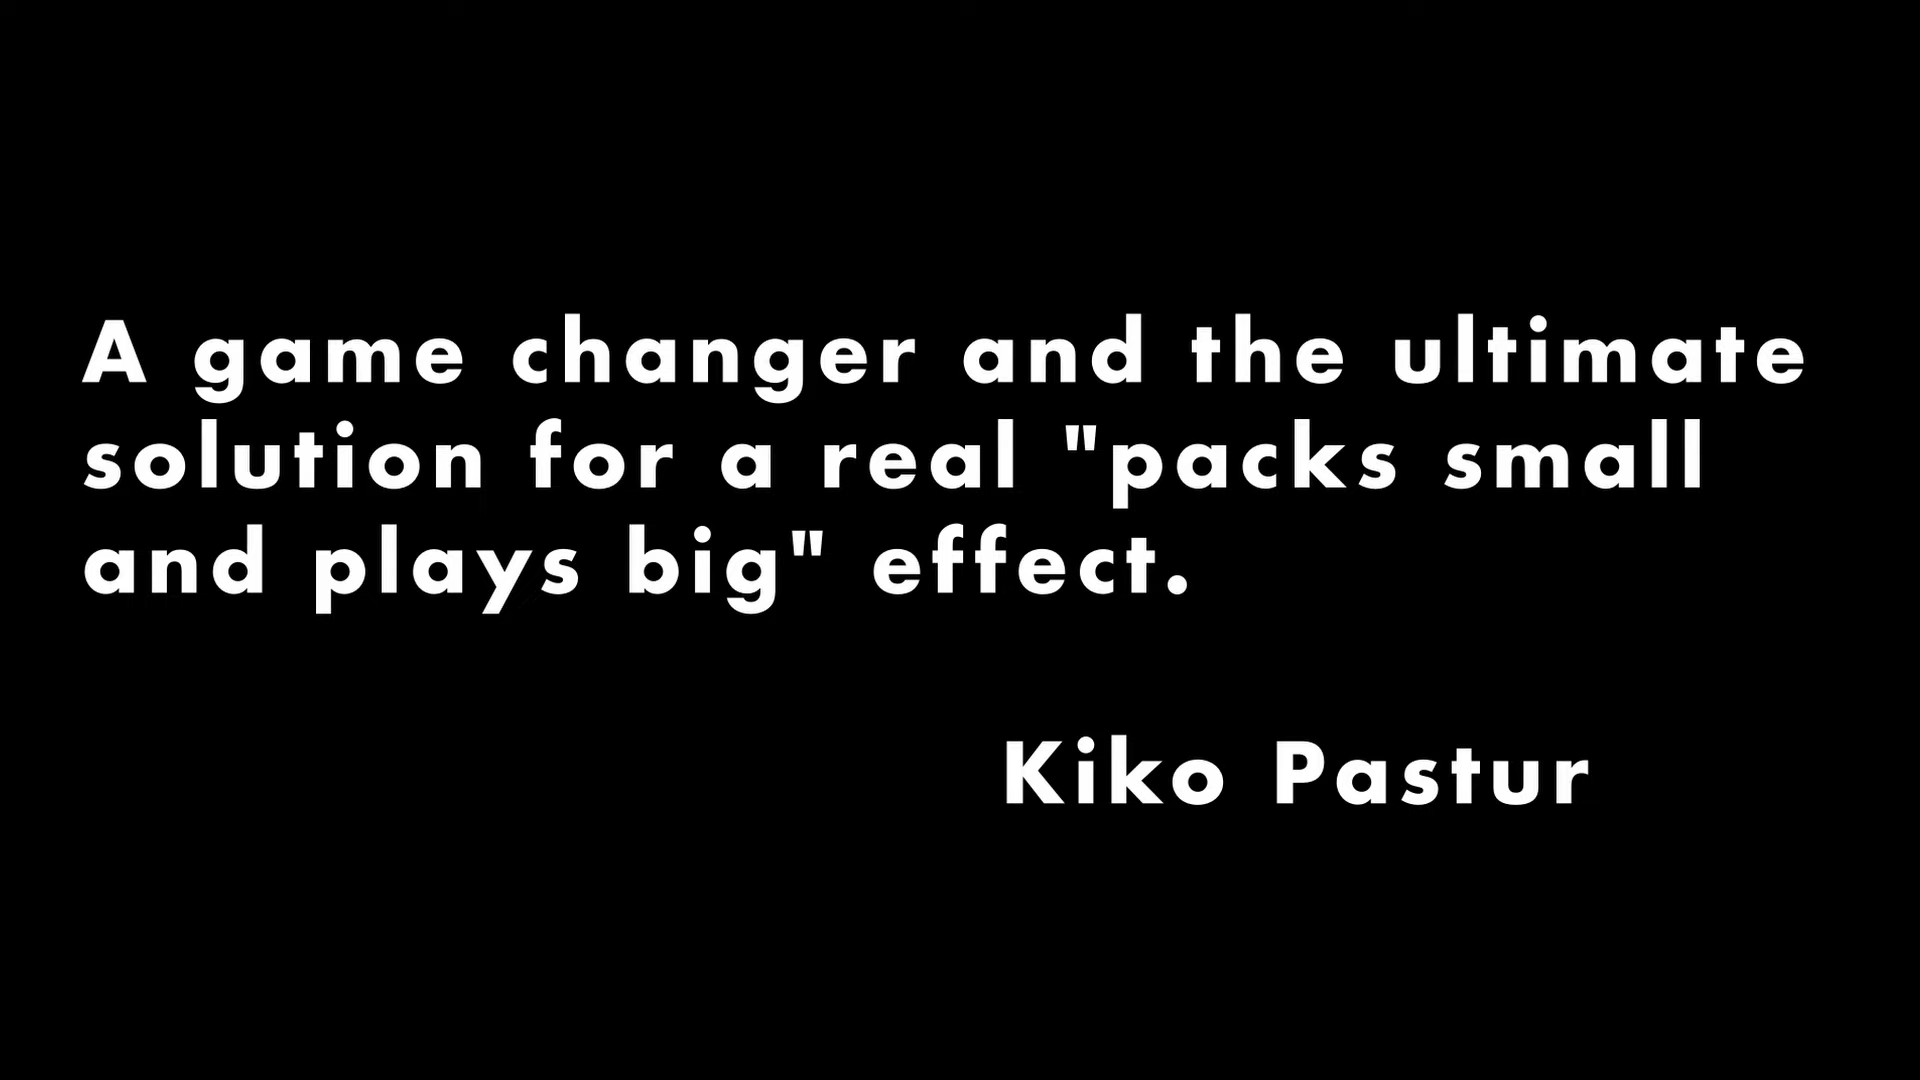 A game changer and the ultimate
solution for a real "packs small
and plays big" effect.
Kiko Pastur